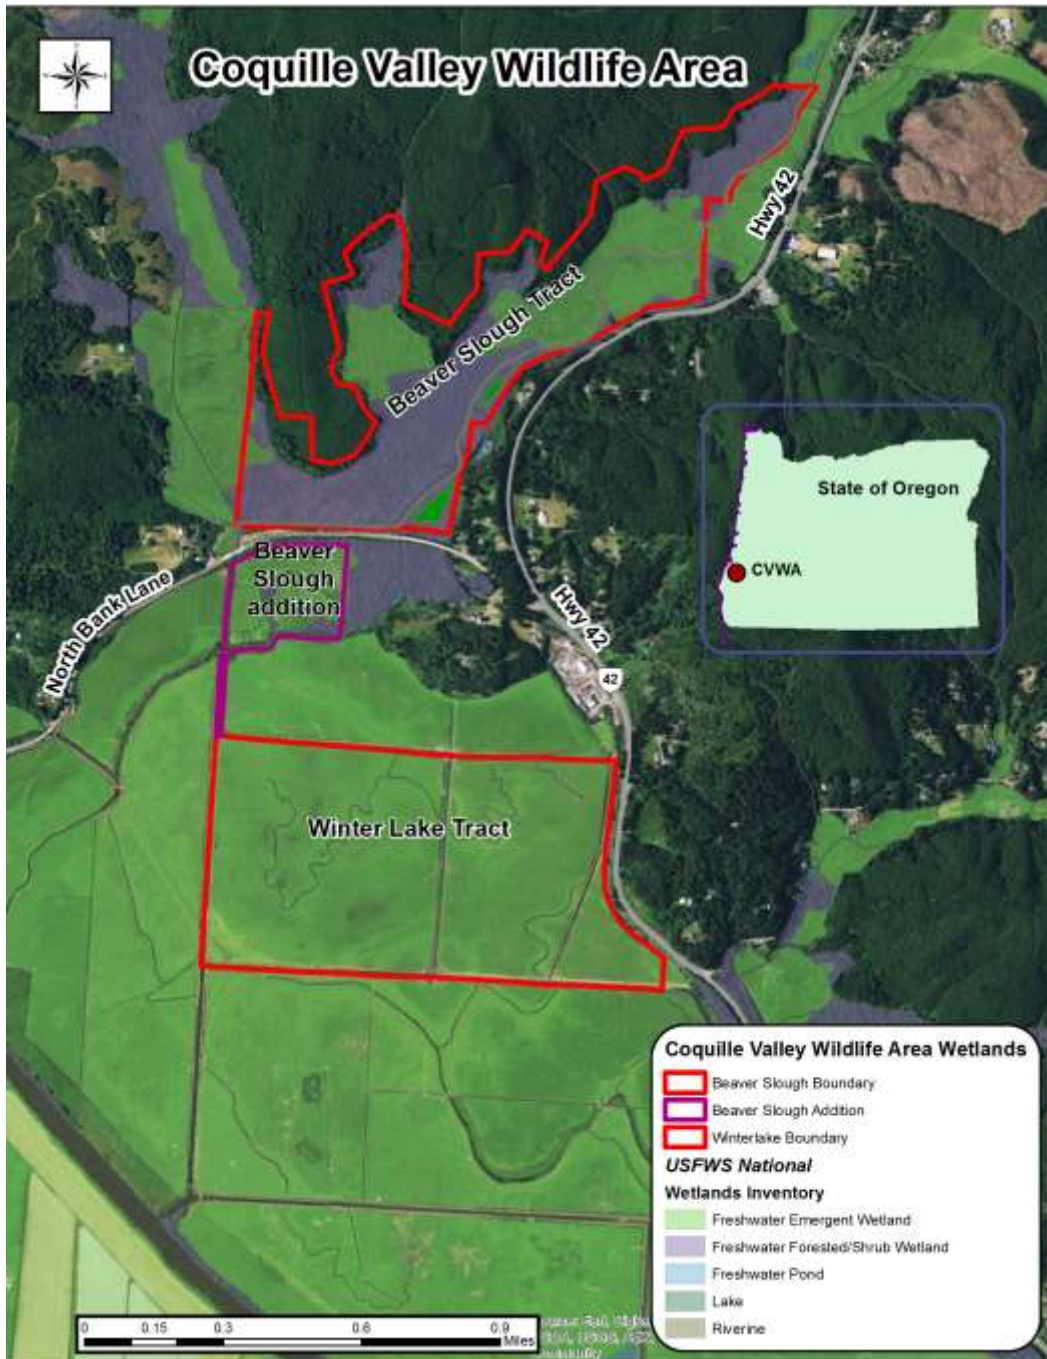 Coquille Valley Wildlife Area
Hwy 42
Beaver Slough Tract
State of Oregon
CVWA
Beaver
Slough
addition
North Bank Lane
Hwy 42
42
Winter Lake Tract
Coquille Valley Wildlife Area Wetlands
Beaver Slough Boundary
Beaver Slough Addition
Winterlake Boundary
USFWS National
Wetlands Inventory
Freshwater Emergent Wetland
Freshwater Forested/Shrub Wetland
Freshwater Pond
Lake
Riverine
0 0.15 0.3 0.6 0.9
Miles